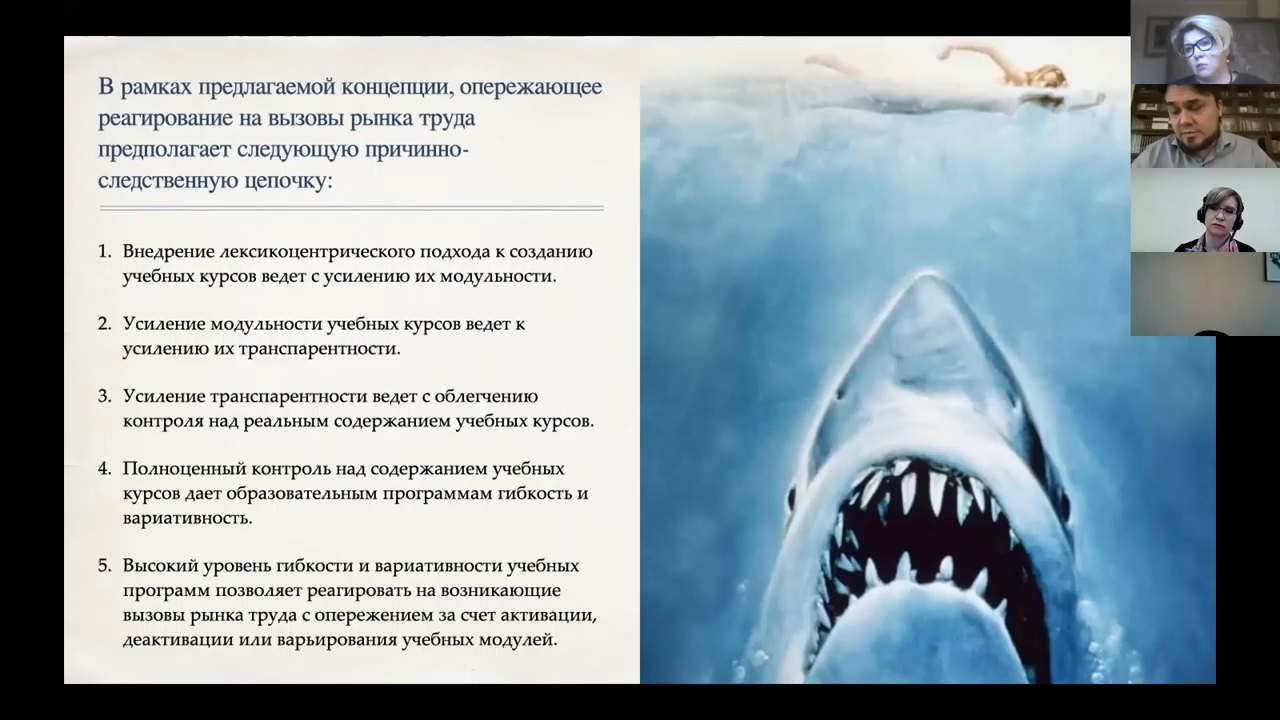 В рамках предлагаемой концепции, опережающее
реагирование на вызовы рынка труда
предполагает следующую причинно-
следственную цепочку:
1. Внедрение лексикоцентрического подхода к созданию
учебных курсов ведет с усилению их модульности.
2. Усиление модульности учебных курсов ведет к
усилению их транспарентности.
3. Усиление транспарентности ведет с облегчению
контроля над реальным содержанием учебных курсов.
4. Полноценный контроль над содержанием учебных
курсов дает образовательным программам гибкость и
вариативность.
5. Высокий уровень гибкости и вариативности учебных
программ позволяет реагировать на возникающие
вызовы рынка труда с опережением за счет активации,
деактивации или варьирования учебных модулей.